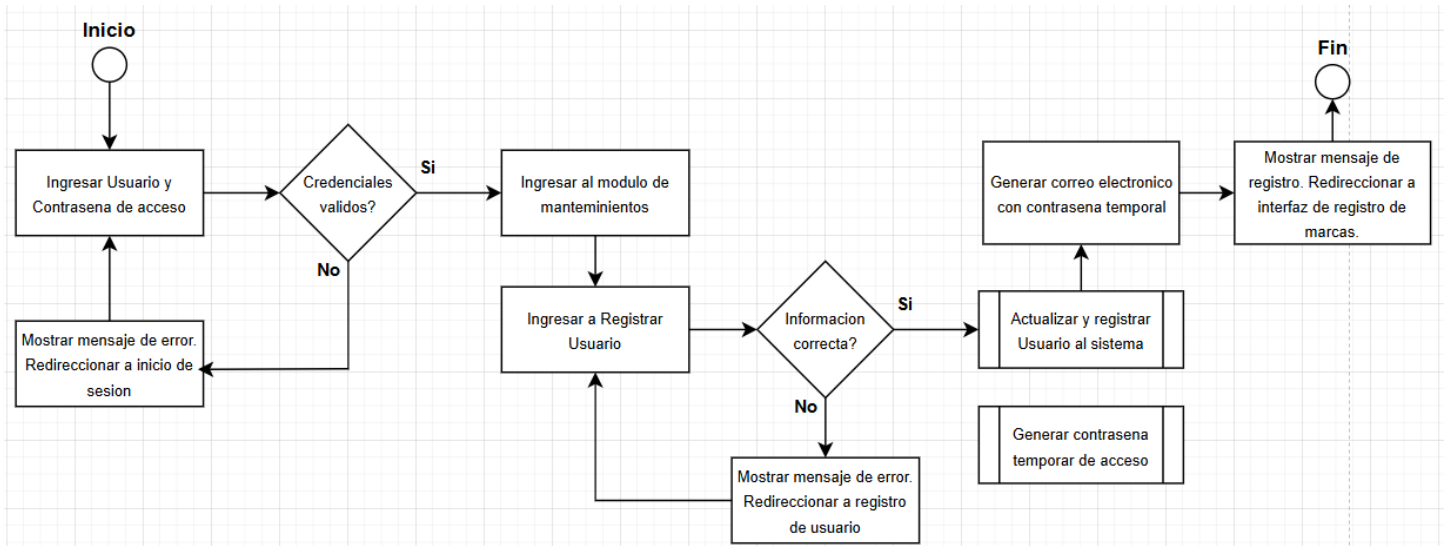 Inicio
Ingresar Usuario y
Contrasena de acceso
Credenciales
validos?
Si
No
Mostrar mensaje de error.
Redireccionar a inicio de
sesion
Ingresar al modulo de
manteminientos
Ingresar a Registrar
Usuario
Informacion
correcta?
Si
No
Mostrar mensaje de error.
Redireccionar a registro
de usuario
Actualizar y registrar
Usuario al sistema
Generar contrasena
temporar de acceso
Generar correo electronico
con contrasena temporal
Mostrar mensaje de
registro. Redireccionar a
interfaz de registro de
marcas.
Fin